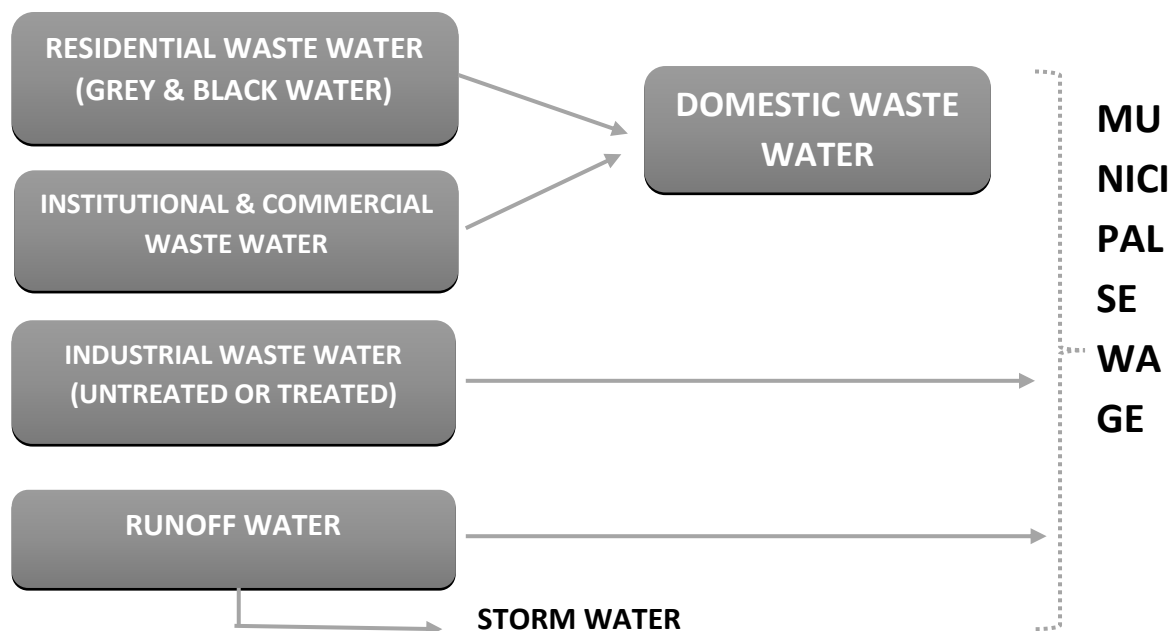 RESIDENTIAL WASTE WATER
(GREY & BLACK WATER)
DOMESTIC WASTE
WATER
INSTITUTIONAL & COMMERCIAL
WASTE WATER
INDUSTRIAL WASTE WATER
(UNTREATED OR TREATED)
RUNOFF WATER
STORM WATER
MU
NICI
PAL
SE
WA
GE